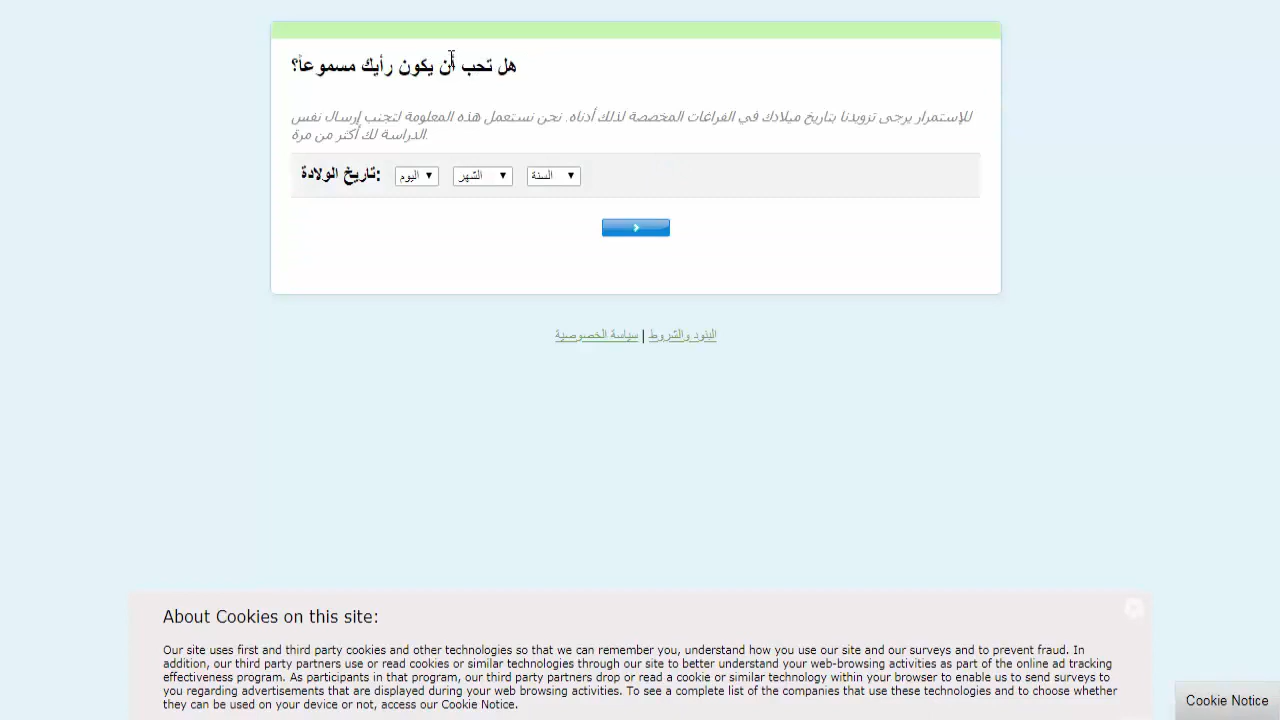 هل تحب أن يكون رأيك مسموعاً؟
للإستمرار يرجى تزويدنا بتاريخ ميلادك في الفراغات المخصصة لذلك أدناه. نحن نستعمل هذه المعلومة لتجنب إرسال نفس
الدراسة لك أكثر من مرة.
تاريخ الولادة: اليوم الشهر السنة
البنود والشروط | سياسة الخصوصية
About Cookies on this site:
Our site uses first and third party cookies and other technologies so that we can remember you, understand how you use our site and our surveys and to prevent fraud. In
addition, our third party partners use or read cookies or similar technologies through our site to better understand your web-browsing activities as part of the online ad tracking
effectiveness program. As participants in that program, our third party partners drop or read a cookie or similar technology within your browser to enable us to send surveys to
you regarding advertisements that are displayed during your web browsing activities. To see a complete list of the companies that use these technologies and to choose whether
they can be used on your device or not, access our Cookie Notice.
Cookie Notice